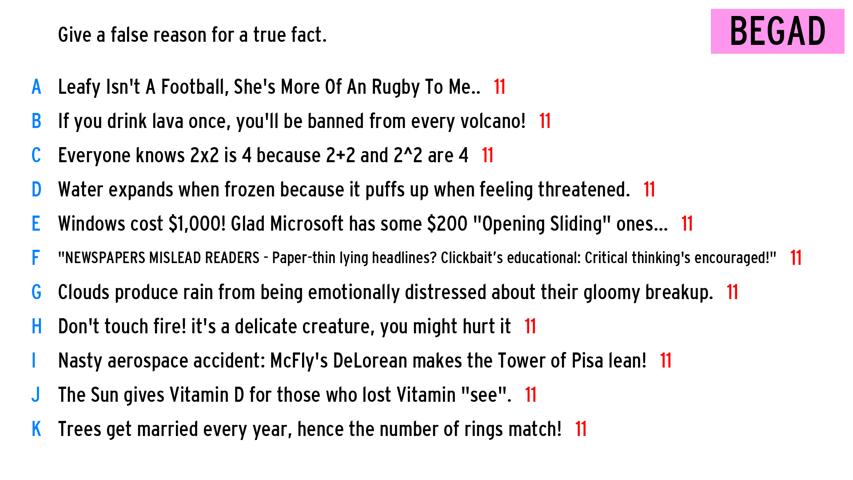 Give a false reason for a true fact.
BEGAD
A Leafy Isn't A Football, She's More Of An Rugby To Me.. 11
B If you drink lava once, you'll be banned from every volcano! 11
C Everyone knows 2x2 is 4 because 2+2 and 2^2 are 4 11
D Water expands when frozen because it puffs up when feeling threatened. 11
E Windows cost $1,000! Glad Microsoft has some $200 "Opening Sliding" ones... 11
F "NEWSPAPERS MISLEAD READERS - Paper-thin lying headlines? Clickbait's educational: Critical thinking's encouraged!" 11
G Clouds produce rain from being emotionally distressed about their gloomy breakup. 11
H Don't touch fire! it's a delicate creature, you might hurt it 11
I Nasty aerospace accident: McFly's DeLorean makes the Tower of Pisa lean! 11
J The Sun gives Vitamin D for those who lost Vitamin "see". 11
K Trees get married every year, hence the number of rings match! 11